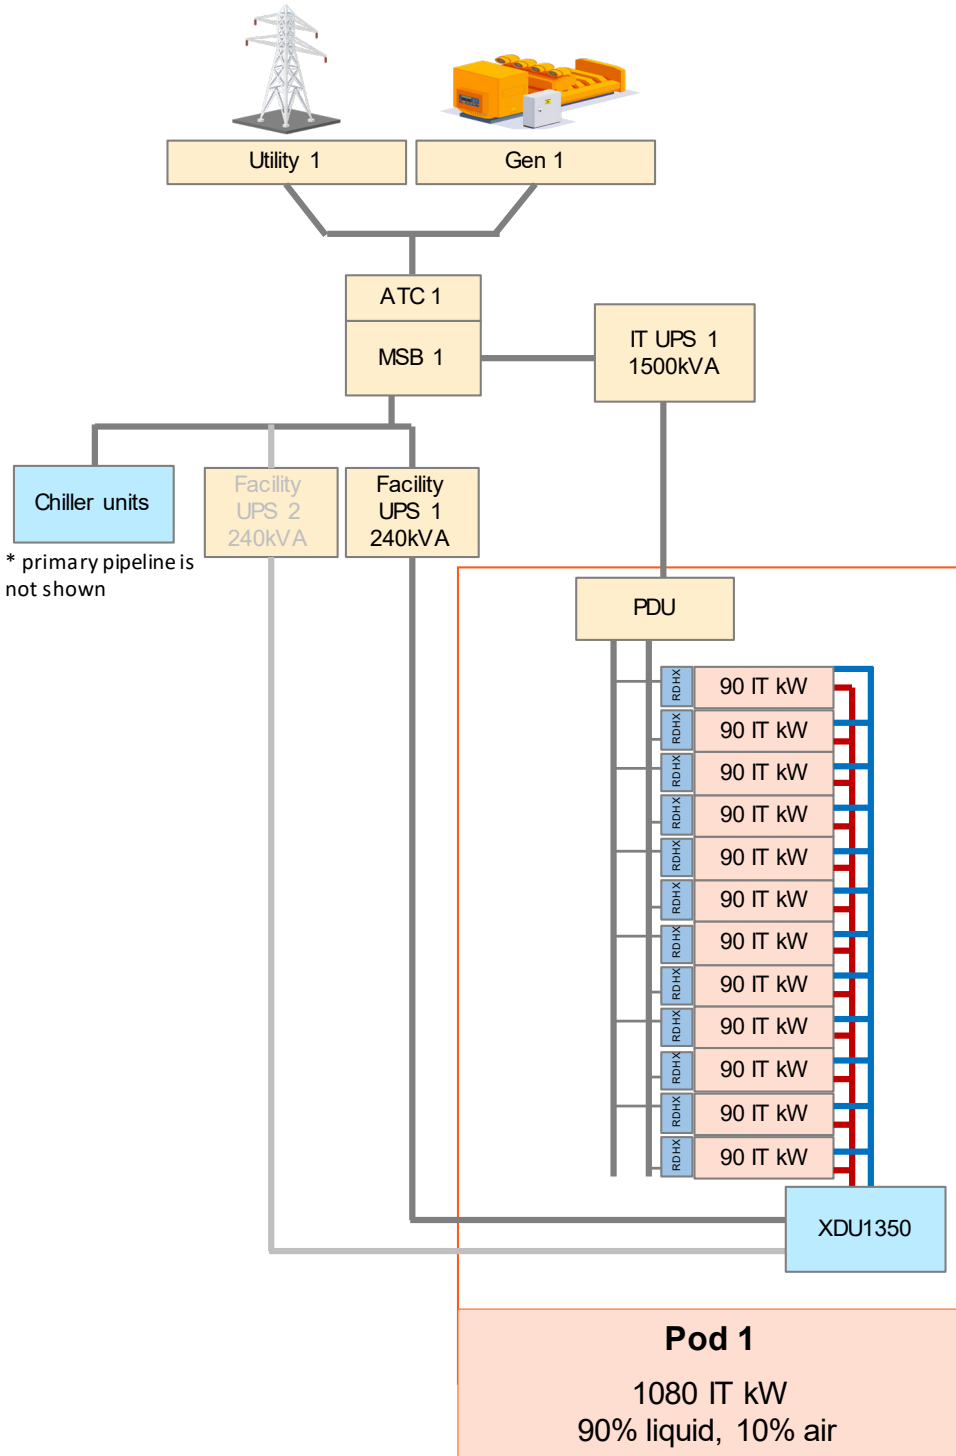 Utility 1
Gen 1
ATC 1
MSB 1
IT UPS 1
1500kVA
Chiller units
Facility
UPS 2
240kVA
Facility
UPS 1
240kVA
* primary pipeline is
not shown
PDU
RDHX
90 IT kW
RDHX
90 IT kW
RDHX
90 IT kW
RDHX
90 IT kW
RDHX
90 IT kW
RDHX
90 IT kW
RDHX
90 IT kW
RDHX
90 IT kW
RDHX
90 IT kW
RDHX
90 IT kW
RDHX
90 IT kW
RDHX
90 IT kW
XDU1350
Pod 1
1080 IT kW
90% liquid, 10% air